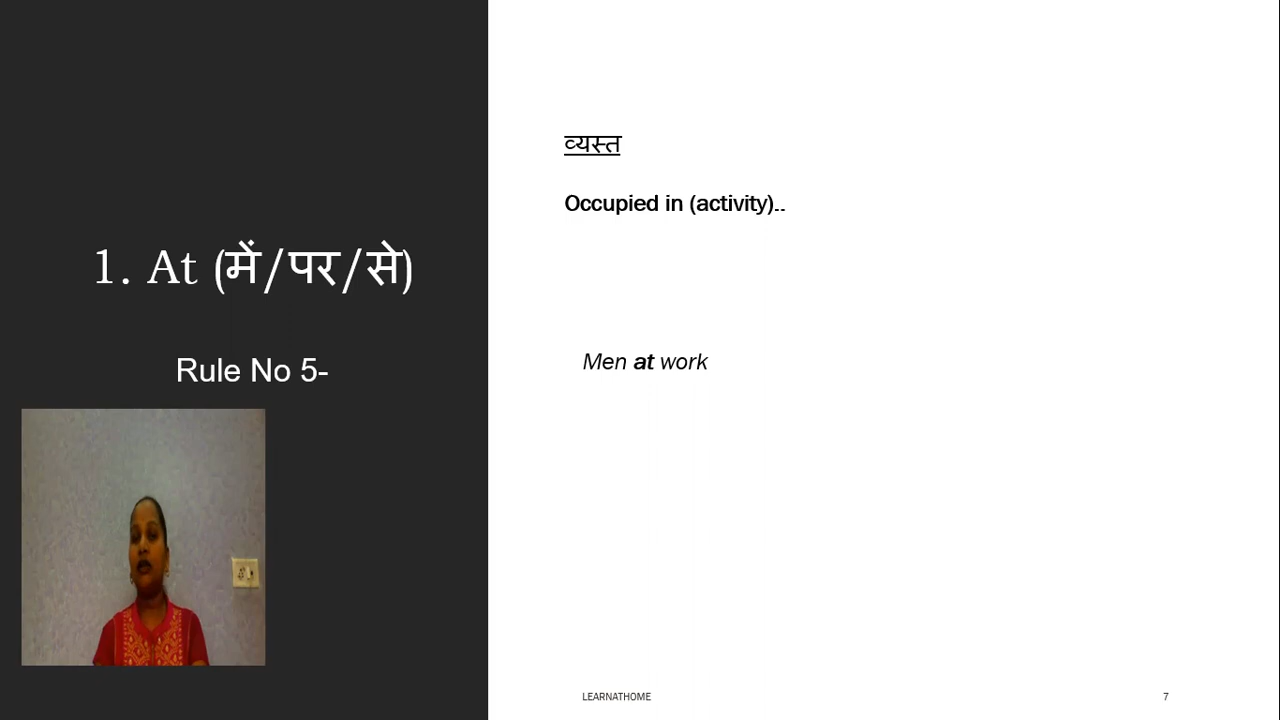 1. At (में/पर/से)
Rule No 5-
व्यस्त
Occupied in (activity)..
Men at work
LEARNATHOME
7